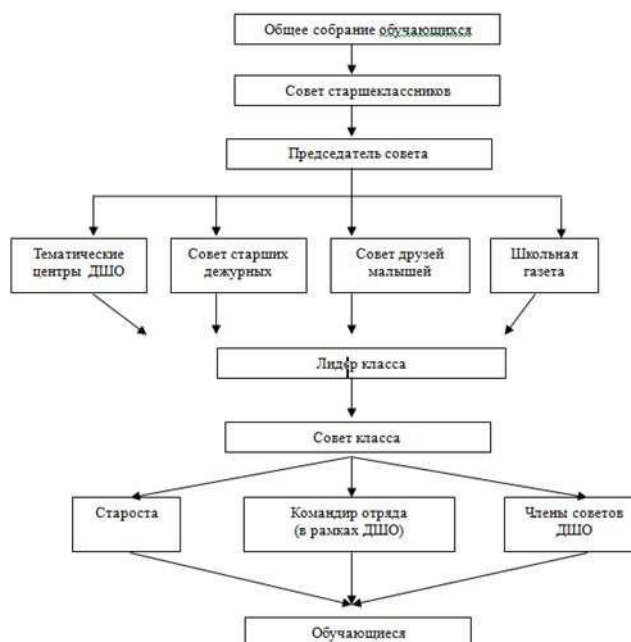 Общее собрание обучающихся
Совет старшеклассников
Председатель совета
Тематические
центры ДШО
Совет старших
дежурных
Совет друзей
малышей
Школьная
газета
Лидер класса
Совет класса
Староста
Командир отряда
(в рамках ДШО)
Члены советов
ДШО
Обучающиеся